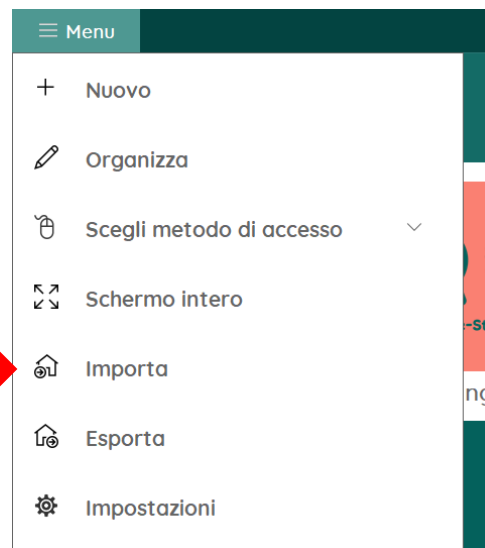 Menu
Nuovo
Organizza
Scegli metodo di accesso
Schermo intero
Importa
Esporta
Impostazioni